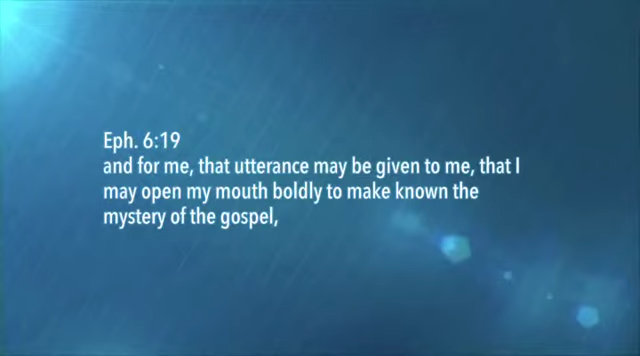 Eph. 6:19
and for me, that utterance may be given to me, that I
may open my mouth boldly to make known the
mystery of the gospel,